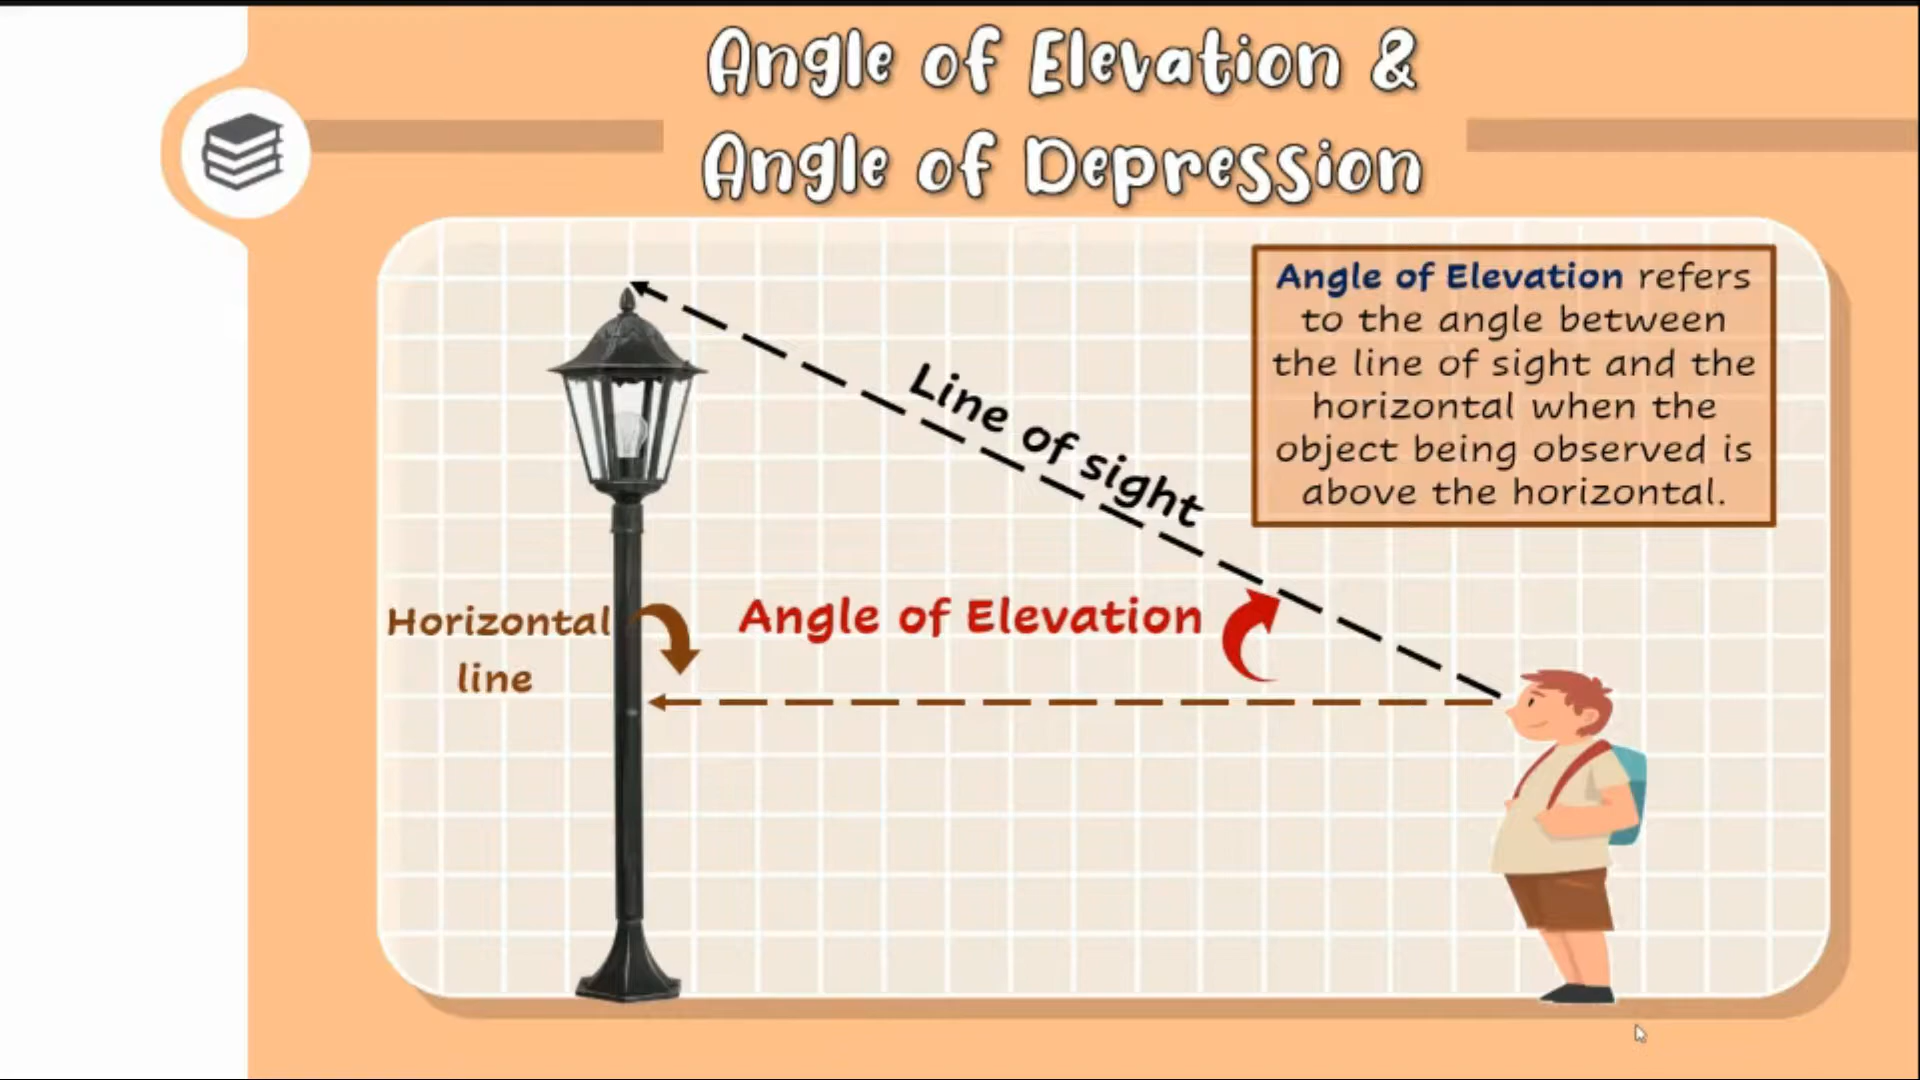 Angle of Elevation &
Angle of Depression
Angle of Elevation refers
to the angle between
the line of sight and the
horizontal when the
object being observed is
above the horizontal.
Line of sight
Angle of Elevation
Horizontal
line